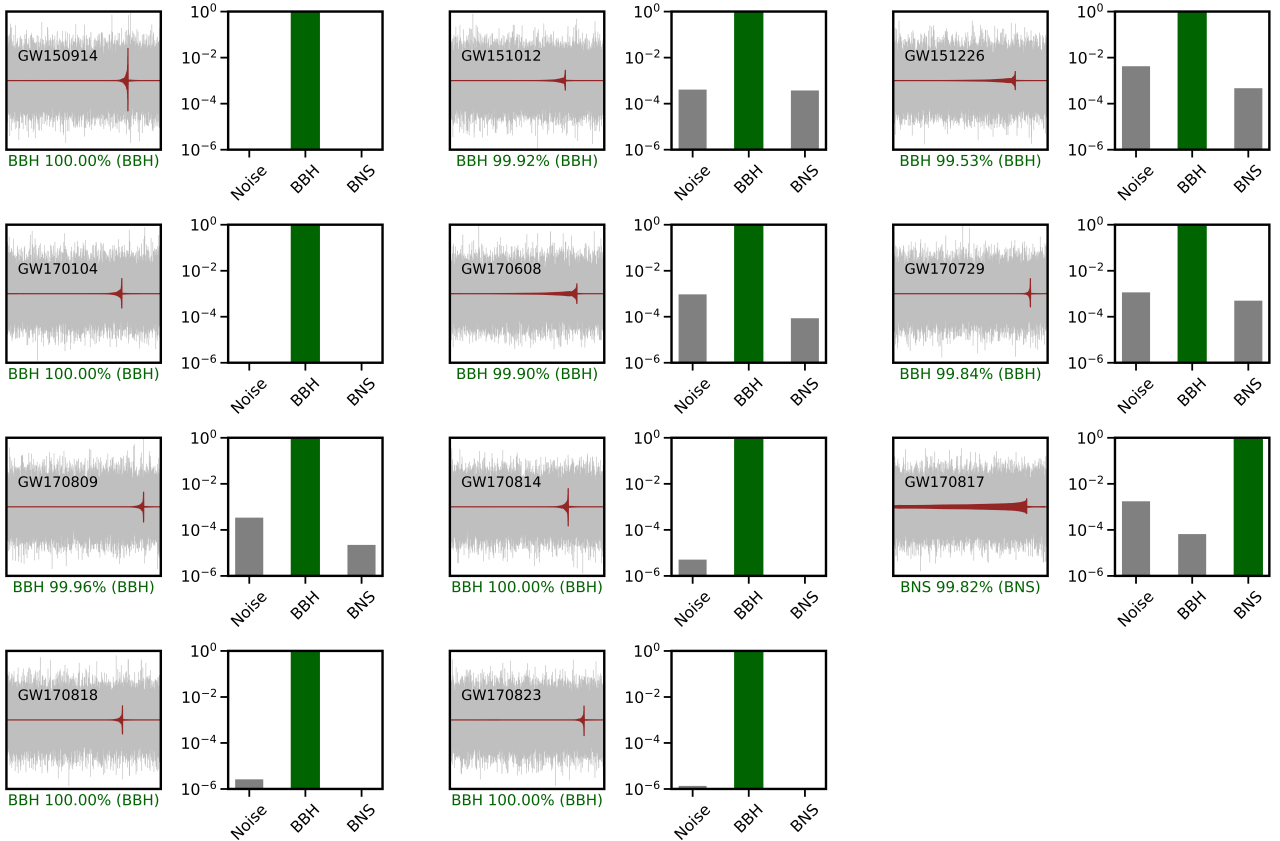 GW150914
10^0
10^-2
10^-4
10^-6
Noise
BBH
BNS
BBH 100.00% (BBH)
GW151012
10^0
10^-2
10^-4
10^-6
Noise
BBH
BNS
BBH 99.92% (BBH)
GW151226
10^0
10^-2
10^-4
10^-6
Noise
BBH
BNS
BBH 99.53% (BBH)
GW170104
10^0
10^-2
10^-4
10^-6
Noise
BBH
BNS
BBH 100.00% (BBH)
GW170608
10^0
10^-2
10^-4
10^-6
Noise
BBH
BNS
BBH 99.90% (BBH)
GW170729
10^0
10^-2
10^-4
10^-6
Noise
BBH
BNS
BBH 99.84% (BBH)
GW170809
10^0
10^-2
10^-4
10^-6
Noise
BBH
BNS
BBH 99.96% (BBH)
GW170814
10^0
10^-2
10^-4
10^-6
Noise
BBH
BNS
BBH 100.00% (BBH)
GW170817
10^0
10^-2
10^-4
10^-6
Noise
BBH
BNS
BNS 99.82% (BNS)
GW170818
10^0
10^-2
10^-4
10^-6
Noise
BBH
BNS
BBH 100.00% (BBH)
GW170823
10^0
10^-2
10^-4
10^-6
Noise
BBH
BNS
BBH 100.00% (BBH)